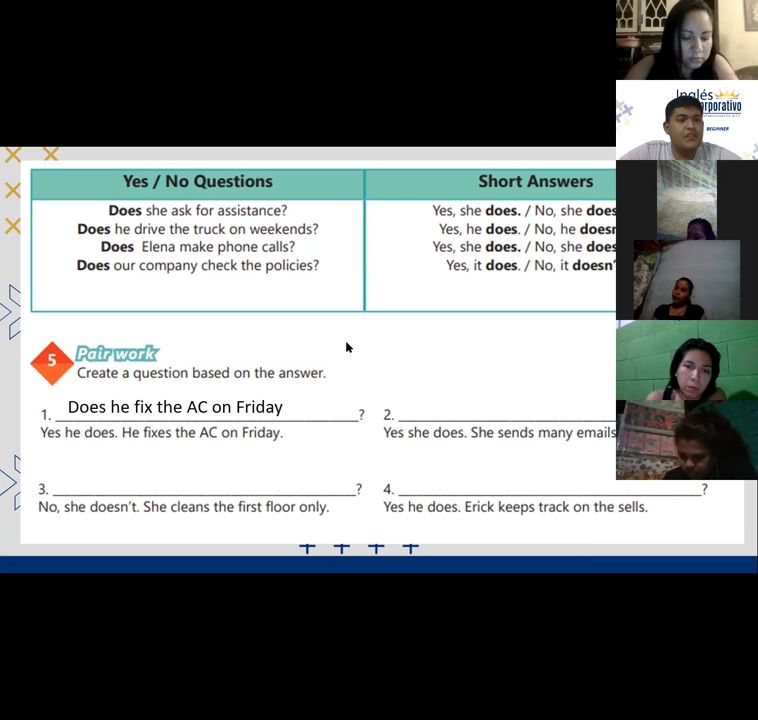 Inglés
orporativo
BEGINNER
Yes / No Questions
Short Answers
Does she ask for assistance?
Yes, she does. / No, she does
Does he drive the truck on weekends?
Yes, he does. / No, he doesn
Does Elena make phone calls?
Yes, she does. / No, she does
Does our company check the policies?
Yes, it does. / No, it doesn'
5
Pair work
Create a question based on the answer.
1. Does he fix the AC on Friday ?
Yes he does. He fixes the AC on Friday.
2.
Yes she does. She sends many emails
3. ?
No, she doesn't. She cleans the first floor only.
4. ?
Yes he does. Erick keeps track on the sells.